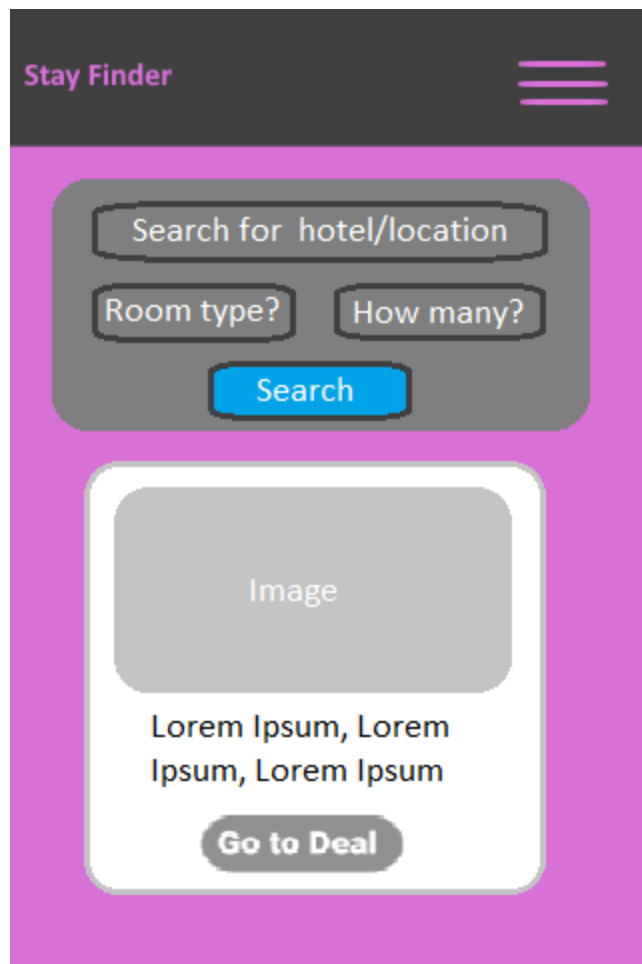 Stay Finder
Search for hotel/location
Room type? How many?
Search
Image
Lorem Ipsum, Lorem
Ipsum, Lorem Ipsum
Go to Deal